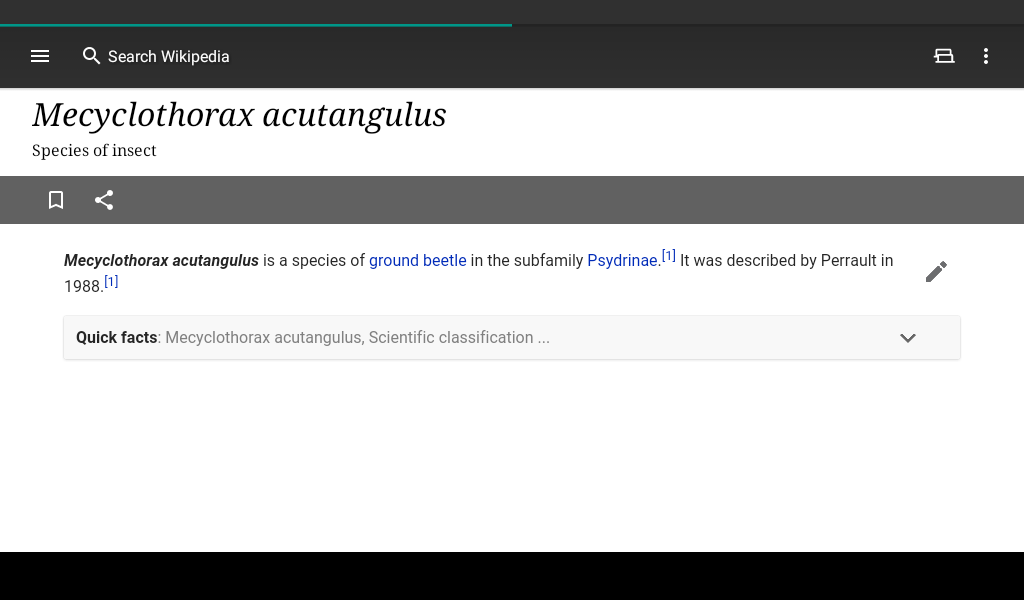 Search Wikipedia
Mecyclothorax acutangulus
Species of insect
Mecyclothorax acutangulus is a species of ground beetle in the subfamily Psydrinae.[1] It was described by Perrault in
1988.[1]
Quick facts: Mecyclothorax acutangulus, Scientific classification ...